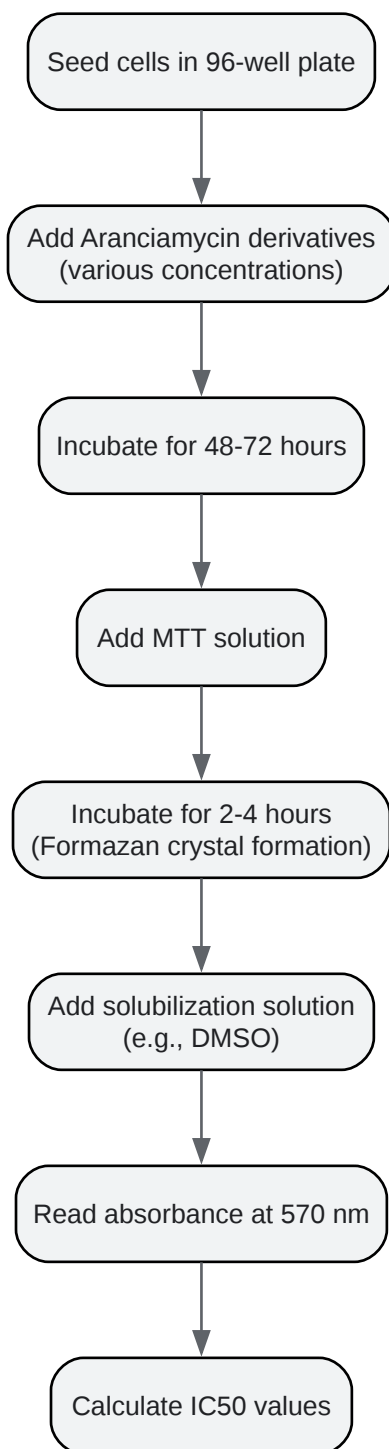 Seed cells in 96-well plate
Add Aranciamycin derivatives
(various concentrations)
Incubate for 48-72 hours
Add MTT solution
Incubate for 2-4 hours
(Formazan crystal formation)
Add solubilization solution
(e.g., DMSO)
Read absorbance at 570 nm
Calculate IC50 values